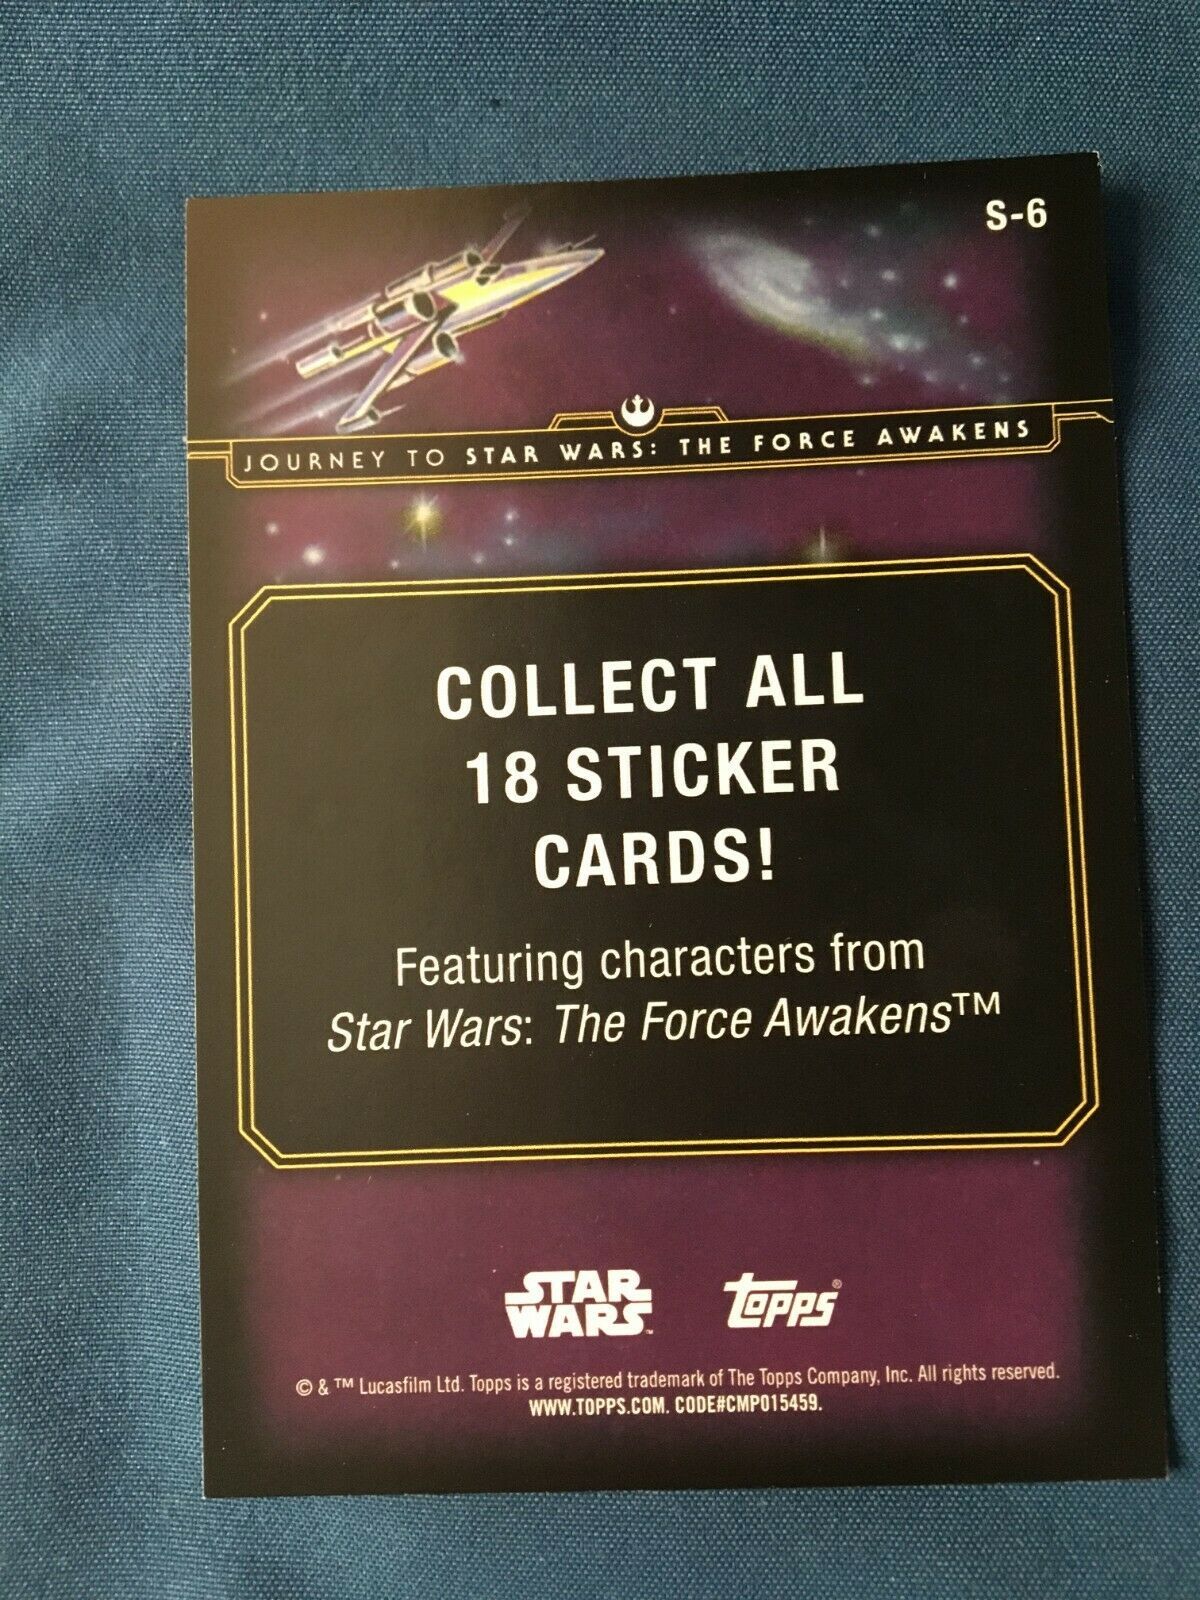 S-6
JOURNEY TO STAR WARS: THE FORCE AWAKENS
COLLECT ALL
18 STICKER
CARDS!
Featuring characters from
Star Wars: The Force Awakens™
STAR
WARS™
topps®
© & ™ Lucasfilm Ltd. Topps is a registered trademark of The Topps Company, Inc. All rights reserved.
WWW.TOPPS.COM. CODE#CMP015459.